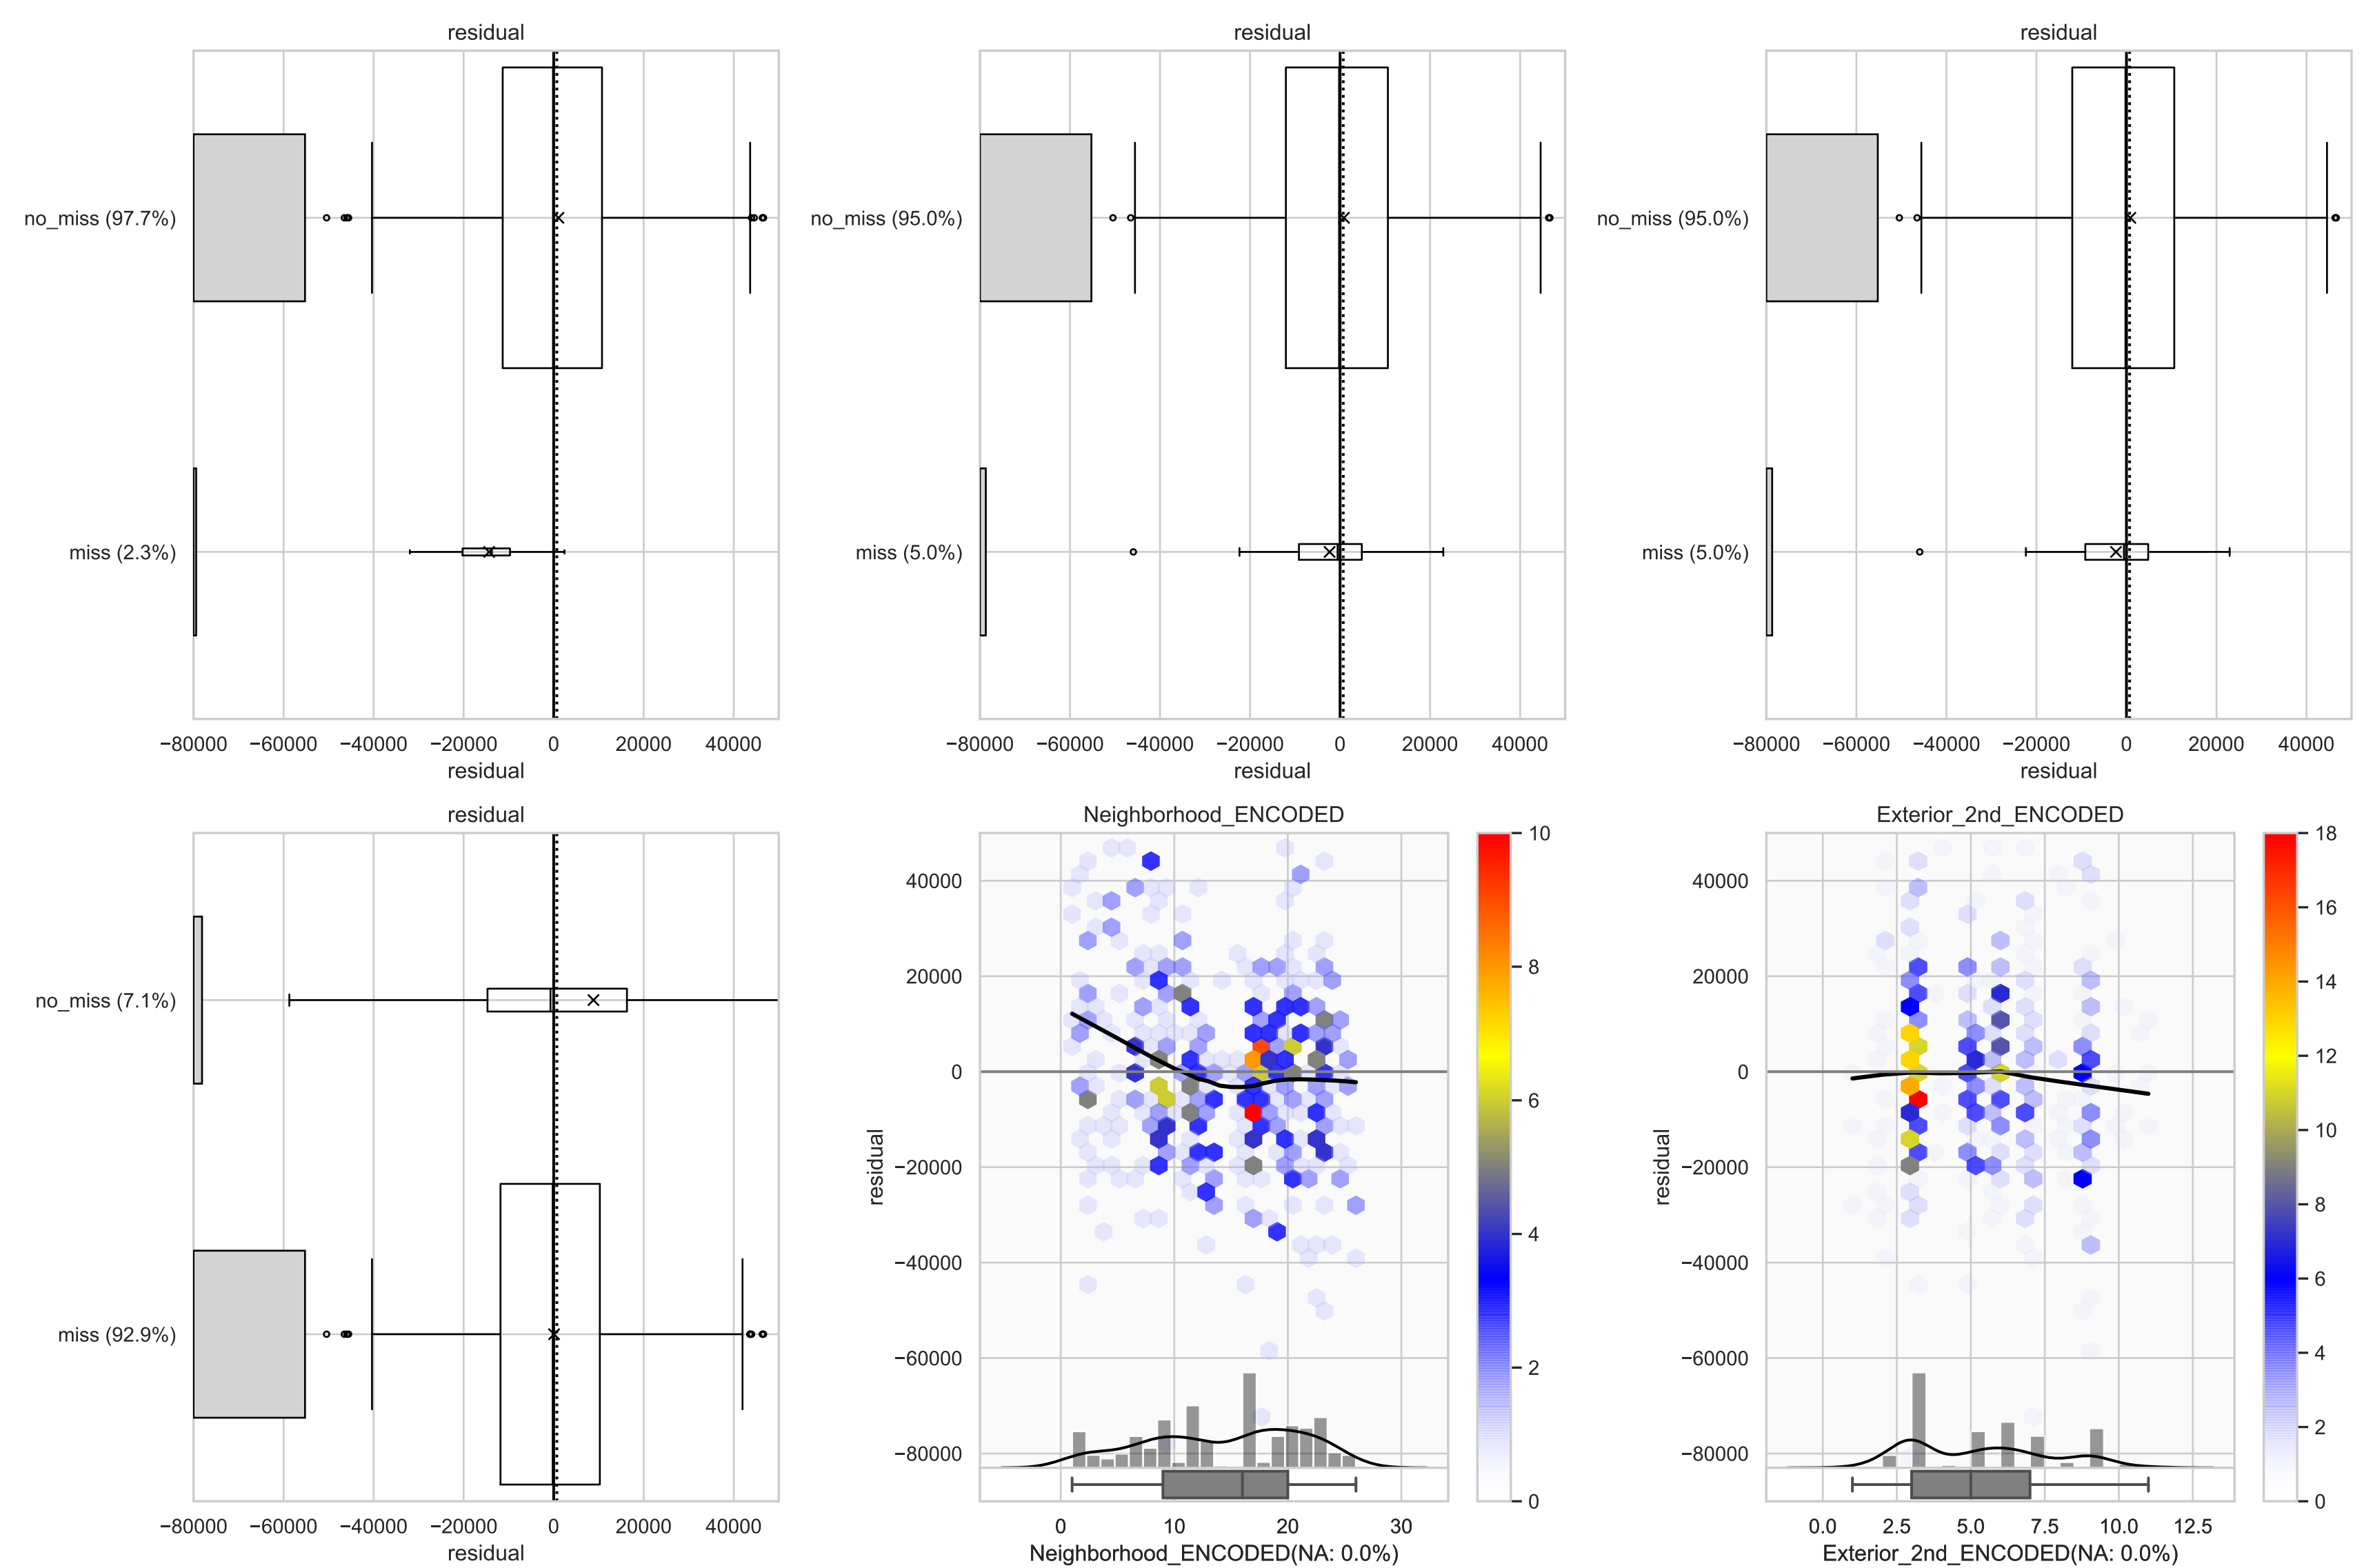 residual
no_miss (97.7%)
miss (2.3%)
−80000 −60000 −40000 −20000 0 20000 40000
residual
residual
no_miss (95.0%)
miss (5.0%)
−80000 −60000 −40000 −20000 0 20000 40000
residual
residual
no_miss (95.0%)
miss (5.0%)
−80000 −60000 −40000 −20000 0 20000 40000
residual
residual
no_miss (7.1%)
miss (92.9%)
−80000 −60000 −40000 −20000 0 20000 40000
residual
Neighborhood_ENCODED
40000
20000
0
−20000
−40000
−60000
−80000
residual
0 10 20 30
Neighborhood_ENCODED(NA: 0.0%)
10
8
6
4
2
0
Exterior_2nd_ENCODED
40000
20000
0
−20000
−40000
−60000
−80000
residual
0.0 2.5 5.0 7.5 10.0 12.5
Exterior_2nd_ENCODED(NA: 0.0%)
18
16
14
12
10
8
6
4
2
0